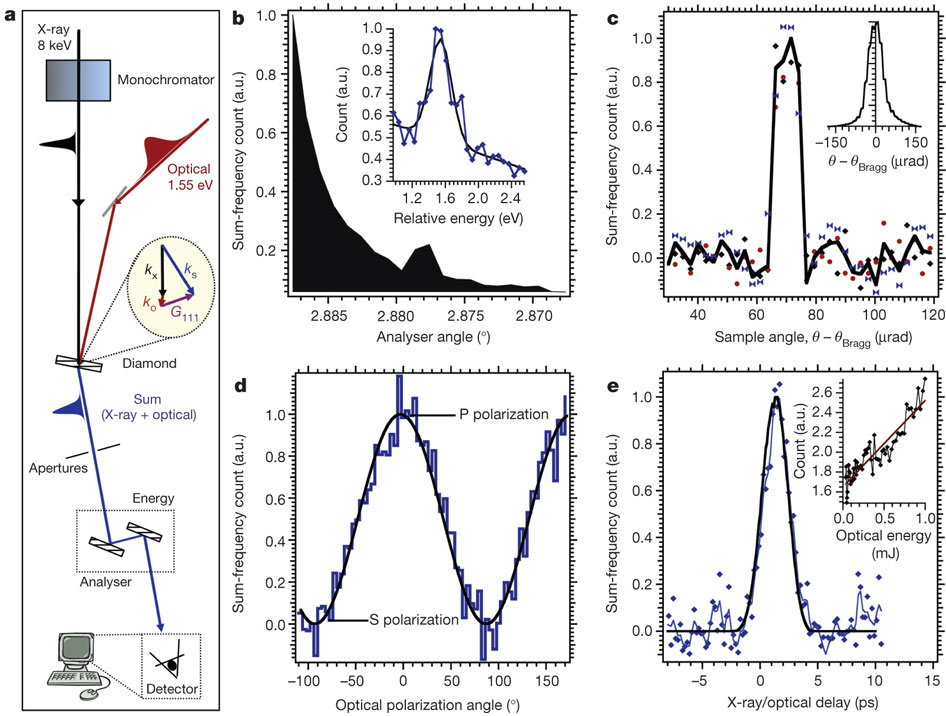 a
X-ray
8 keV
Monochromator
Optical
1.55 eV
kx
ks
ko
G111
Diamond
Sum
(X-ray + optical)
Apertures
Energy
Analyser
Detector
b
Sum-frequency count (a.u.)
1.0
0.8
0.6
0.4
0.2
2.885
2.880
2.875
2.870
Analyser angle (°)
Count (a.u.)
1.0
0.9
0.8
0.7
0.6
0.5
0.4
0.3
1.2
1.6
2.0
2.4
Relative energy (eV)
c
Sum-frequency count (a.u.)
1.0
0.8
0.6
0.4
0.2
0.0
40
60
80
100
120
Sample angle, θ – θBragg (µrad)
–150
0
150
θ – θBragg (µrad)
d
Sum-frequency count (a.u.)
1.0
0.8
0.6
0.4
0.2
0.0
P polarization
S polarization
–100
–50
0
50
100
150
Optical polarization angle (°)
e
Sum-frequency count (a.u.)
1.0
0.8
0.6
0.4
0.2
0.0
–5
0
5
10
15
X-ray/optical delay (ps)
Count (a.u.)
2.6
2.4
2.2
2.0
1.8
1.6
0.0
0.5
1.0
Optical energy
(mJ)